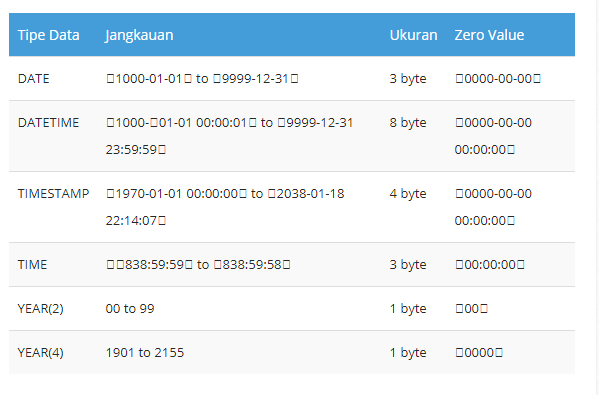 Tipe Data Jangkauan Ukuran Zero Value
DATE □1000-01-01□ to □9999-12-31□ 3 byte □0000-00-00□
DATETIME □1000-□01-01 00:00:01□ to □9999-12-31 8 byte □0000-00-00
23:59:59□ 00:00:00□
TIMESTAMP □1970-01-01 00:00:00□ to □2038-01-18 4 byte □0000-00-00
22:14:07□ 00:00:00□
TIME □□838:59:59□ to □838:59:58□ 3 byte □00:00:00□
YEAR(2) 00 to 99 1 byte □00□
YEAR(4) 1901 to 2155 1 byte □0000□